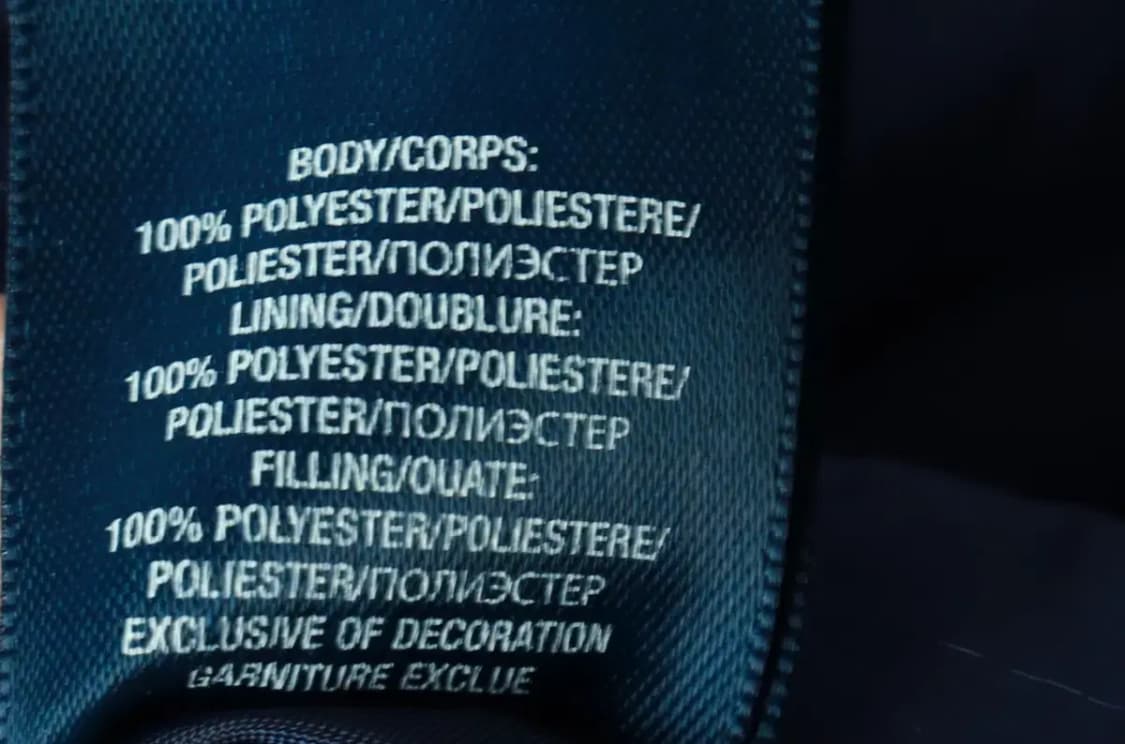 BODY/CORPS:
100% POLYESTER/POLIESTERE/
POLIESTER/ПОЛИЭСТЕР
LINING/DOUBLURE:
100% POLYESTER/POLIESTERE/
POLIESTER/ПОЛИЭСТЕР
FILLING/OUATE:
100% POLYESTER/POLIESTERE/
POLIESTER/ПОЛИЭСТЕР
EXCLUSIVE OF DECORATION
GARNITURE EXCLUE